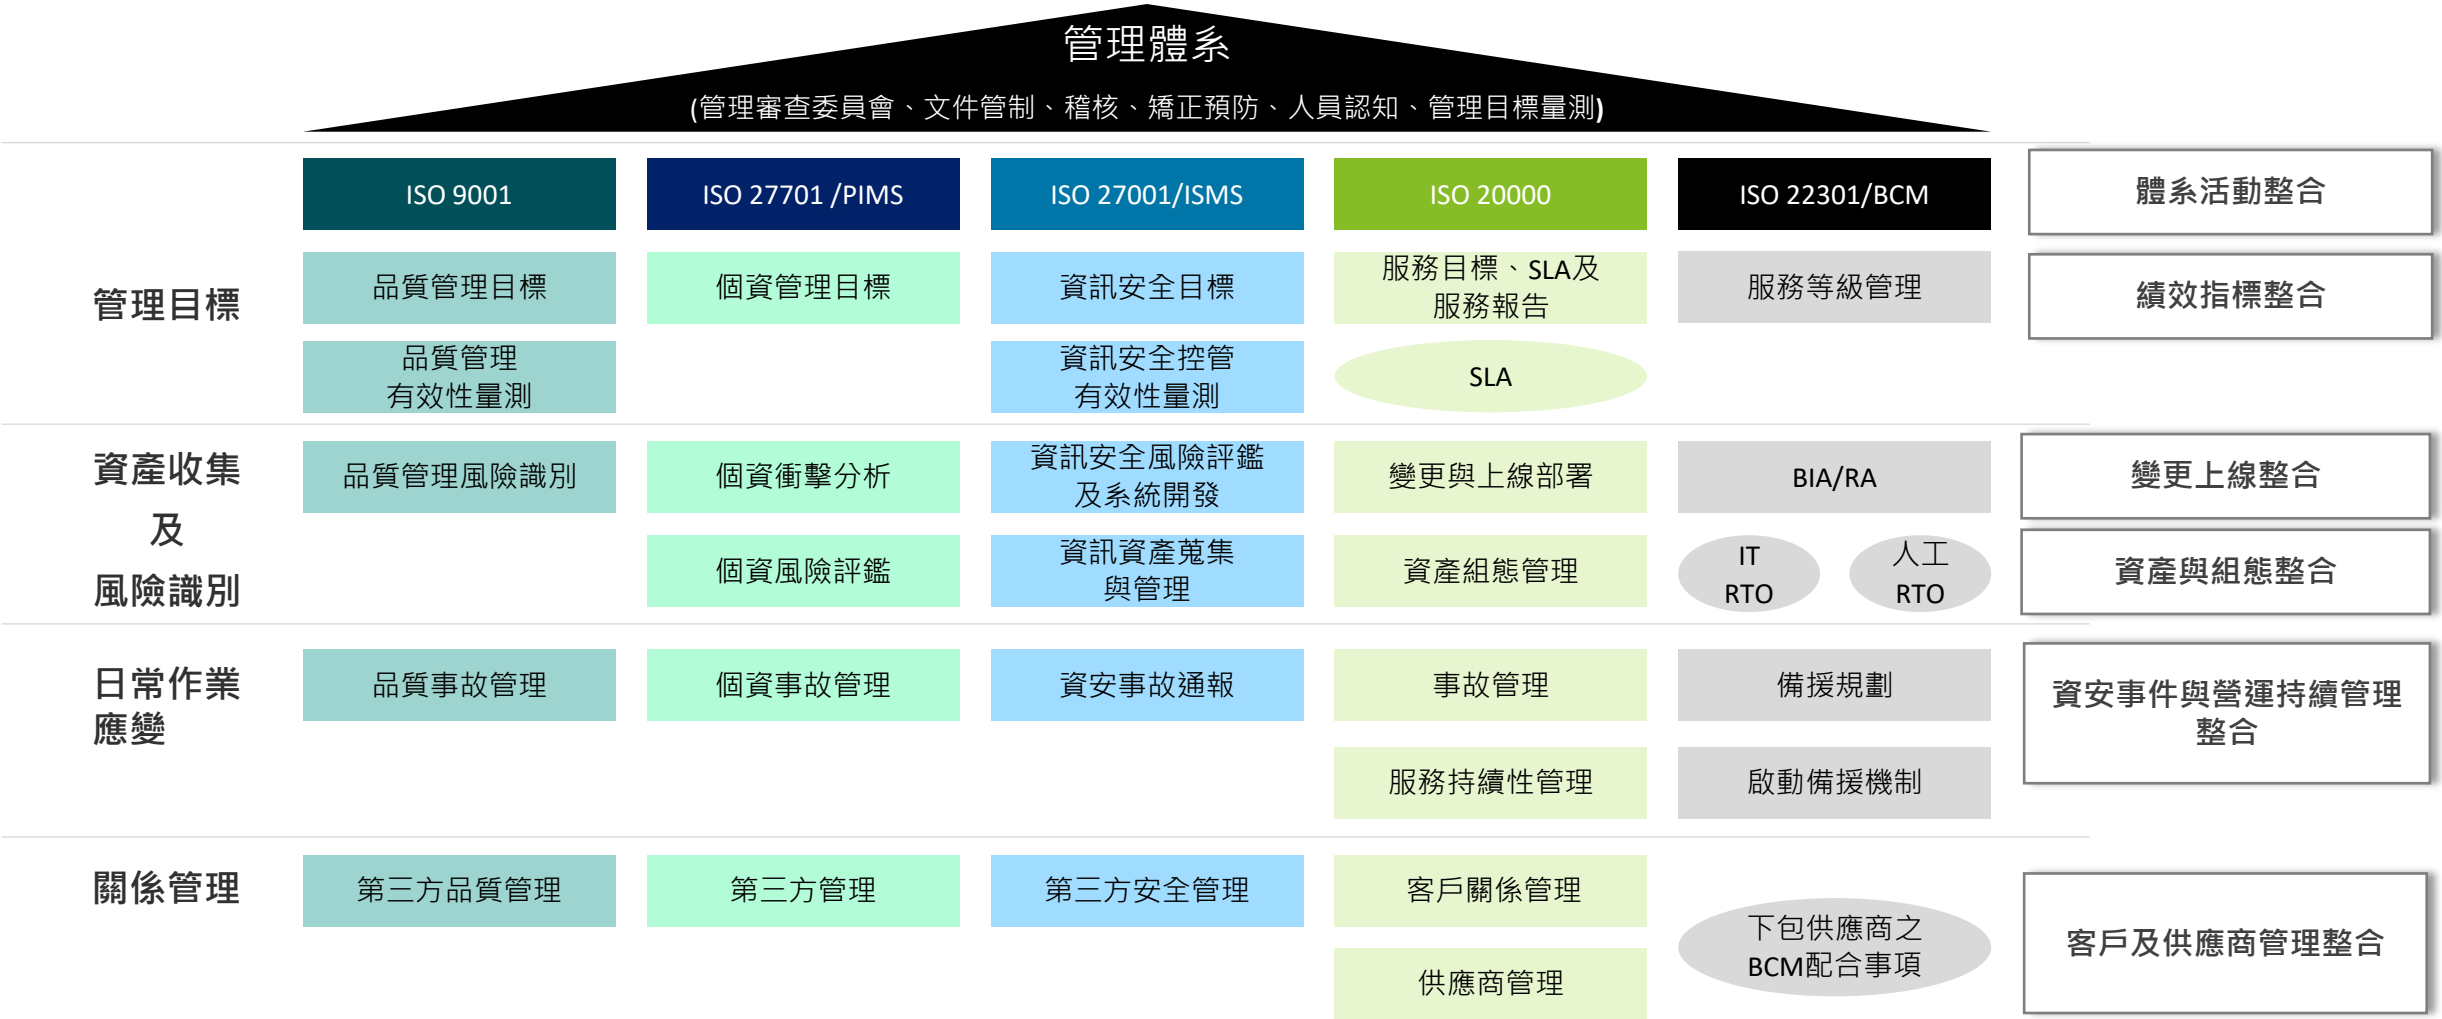 管理體系
(管理審查委員會、文件管制、稽核、矯正預防、人員認知、管理目標量測)
ISO 9001
ISO 27701 /PIMS
ISO 27001/ISMS
ISO 20000
ISO 22301/BCM
體系活動整合
管理目標
品質管理目標
個資管理目標
資訊安全目標
服務目標、SLA及
服務報告
服務等級管理
績效指標整合
品質管理
有效性量測
資訊安全控管
有效性量測
SLA
資產收集
及
風險識別
品質管理風險識別
個資衝擊分析
資訊安全風險評鑑
及系統開發
變更與上線部署
BIA/RA
變更上線整合
個資風險評鑑
資訊資產蒐集
與管理
資產組態管理
IT
RTO
人工
RTO
資產與組態整合
日常作業
應變
品質事故管理
個資事故管理
資安事故通報
事故管理
備援規劃
資安事件與營運持續管理
整合
服務持續性管理
啟動備援機制
關係管理
第三方品質管理
第三方管理
第三方安全管理
客戶關係管理
下包供應商之
BCM配合事項
客戶及供應商管理整合
供應商管理